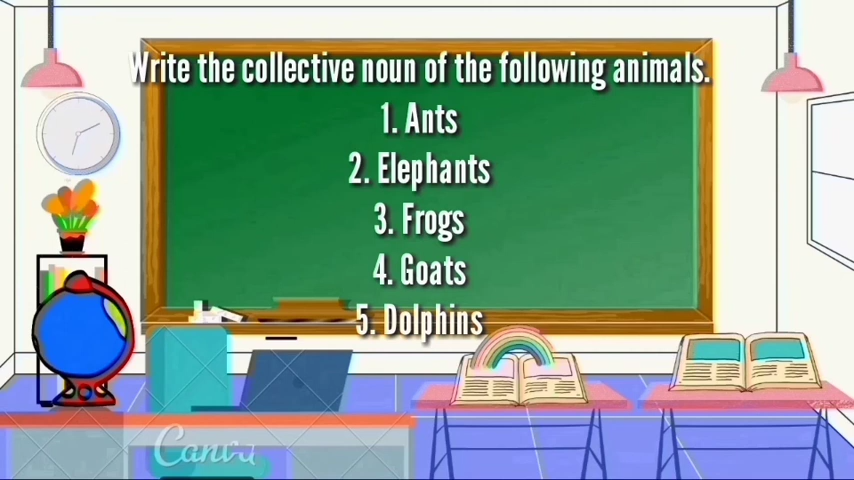 Write the collective noun of the following animals.
1. Ants
2. Elephants
3. Frogs
4. Goats
5. Dolphins
Canva